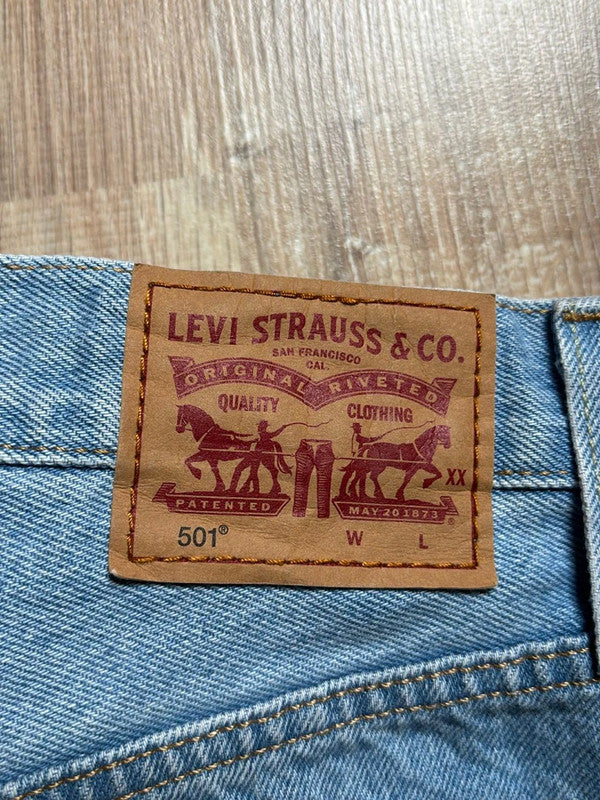 LEVI STRAUSS & CO.
SAN FRANCISCO
CAL.
ORIGINAL RIVETED
QUALITY CLOTHING
XX
PATENTED MAY 20 1873 ®
501® W L